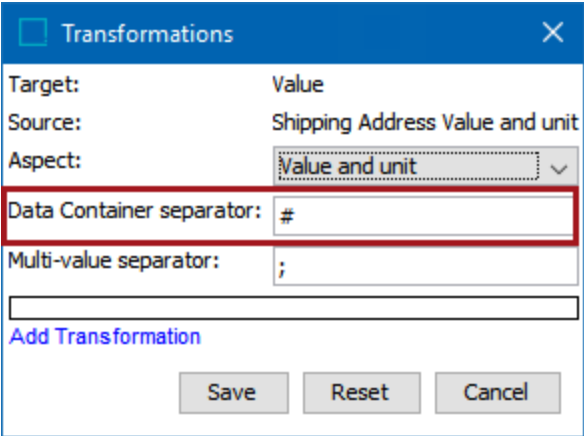 Transformations
Target: Value
Source: Shipping Address Value and unit
Aspect: Value and unit
Data Container separator: #
Multi-value separator: ;
Add Transformation
Save Reset Cancel